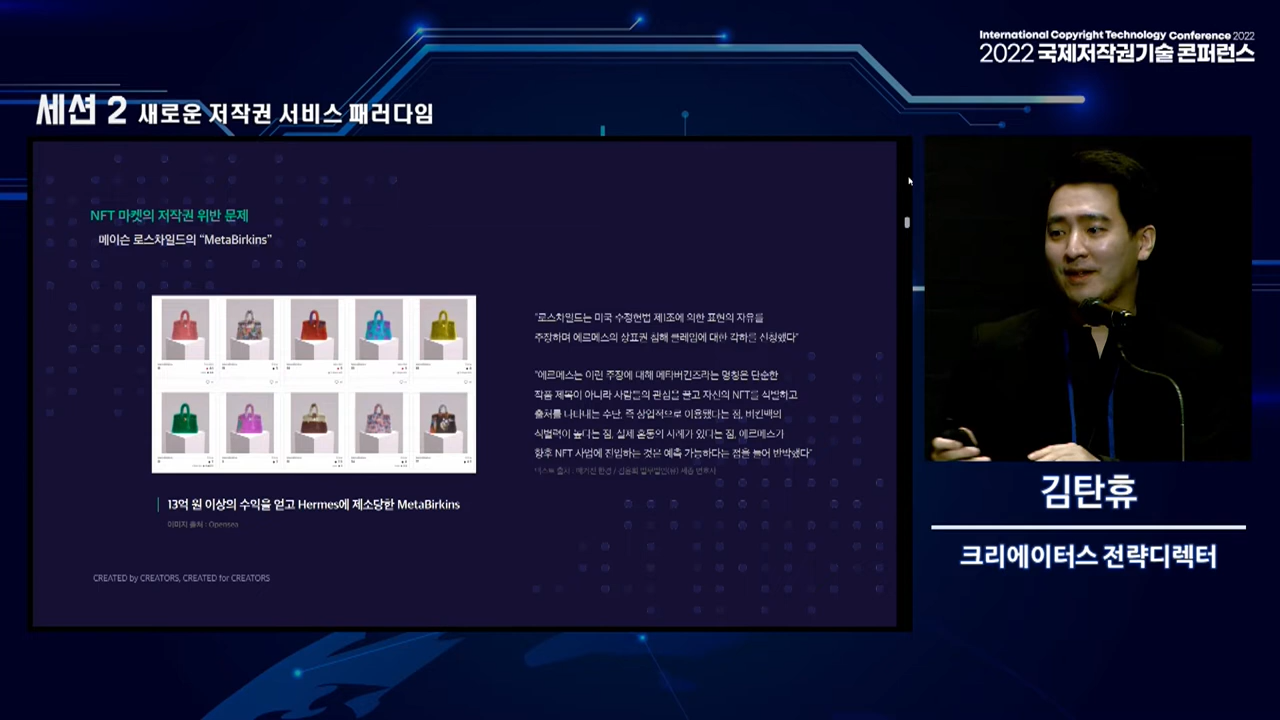 International Copyright Technology Conference 2022
2022 국제저작권기술 콘퍼런스
세션 2 새로운 저작권 서비스 패러다임
NFT 마켓의 저작권 위반 문제
메이슨 로스차일드의 “MetaBirkins”
“로스차일드는 미국 수정헌법 제1조에 의한 표현의 자유를
주장하며 에르메스의 상표권 침해 클레임에 대한 각하를 신청했다”
“에르메스는 이런 주장에 대해 메타버킨즈라는 명칭은 단순한
작품 제목이 아니라 사람들의 관심을 끌고 자신의 NFT를 식별하고
출처를 나타내는 수단, 즉 상업적으로 이용됐다는 점, 버킨백의
식별력이 높다는 점, 실제 혼동의 사례가 있다는 점, 에르메스가
향후 NFT 사업에 진입하는 것은 예측 가능하다는 점을 들어 반박했다”
13억 원 이상의 수익을 얻고 Hermes에 제소당한 MetaBirkins
이미지 출처 : Opensea
CREATED by CREATORS, CREATED for CREATORS
김탄휴
크리에이터스 전략디렉터